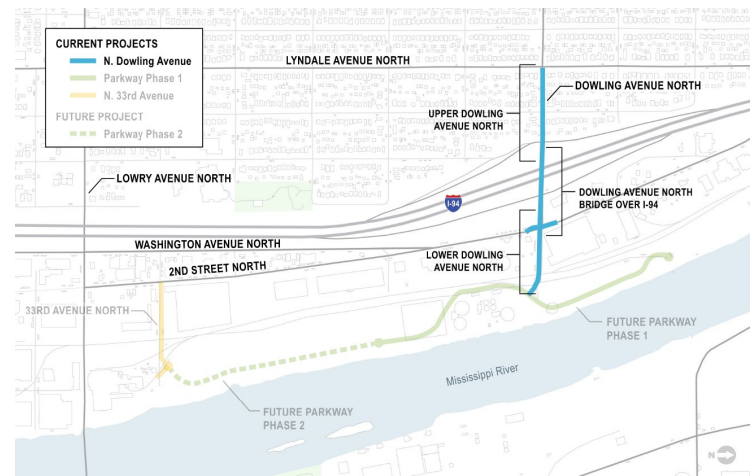 CURRENT PROJECTS
N. Dowling Avenue
Parkway Phase 1
N. 33rd Avenue
FUTURE PROJECT
Parkway Phase 2
LYNDALE AVENUE NORTH
DOWLING AVENUE NORTH
UPPER DOWLING
AVENUE NORTH
LOWRY AVENUE NORTH
I-94
DOWLING AVENUE NORTH
BRIDGE OVER I-94
WASHINGTON AVENUE NORTH
2ND STREET NORTH
LOWER DOWLING
AVENUE NORTH
33RD AVENUE NORTH
FUTURE PARKWAY
PHASE 1
Mississippi River
FUTURE PARKWAY
PHASE 2
N